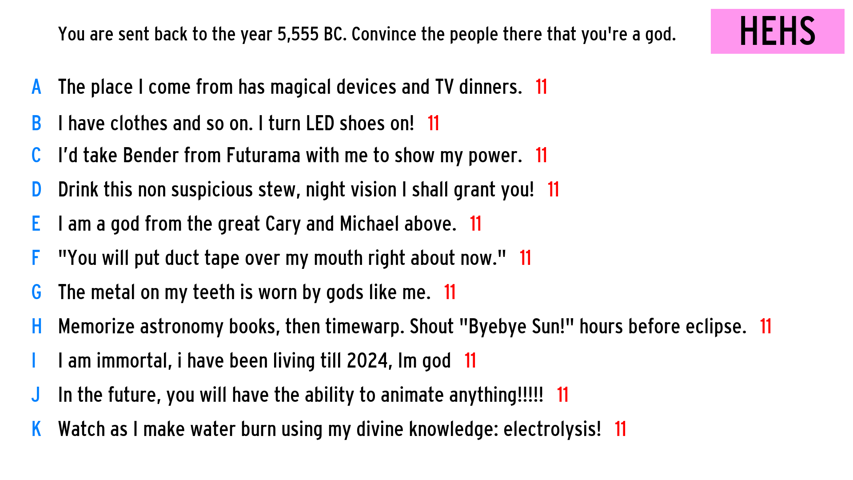 You are sent back to the year 5,555 BC. Convince the people there that you're a god.
HEHS
A The place I come from has magical devices and TV dinners. 11
B I have clothes and so on. I turn LED shoes on! 11
C I'd take Bender from Futurama with me to show my power. 11
D Drink this non suspicious stew, night vision I shall grant you! 11
E I am a god from the great Cary and Michael above. 11
F "You will put duct tape over my mouth right about now." 11
G The metal on my teeth is worn by gods like me. 11
H Memorize astronomy books, then timewarp. Shout "Byebye Sun!" hours before eclipse. 11
I I am immortal, i have been living till 2024, Im god 11
J In the future, you will have the ability to animate anything!!!!! 11
K Watch as I make water burn using my divine knowledge: electrolysis! 11